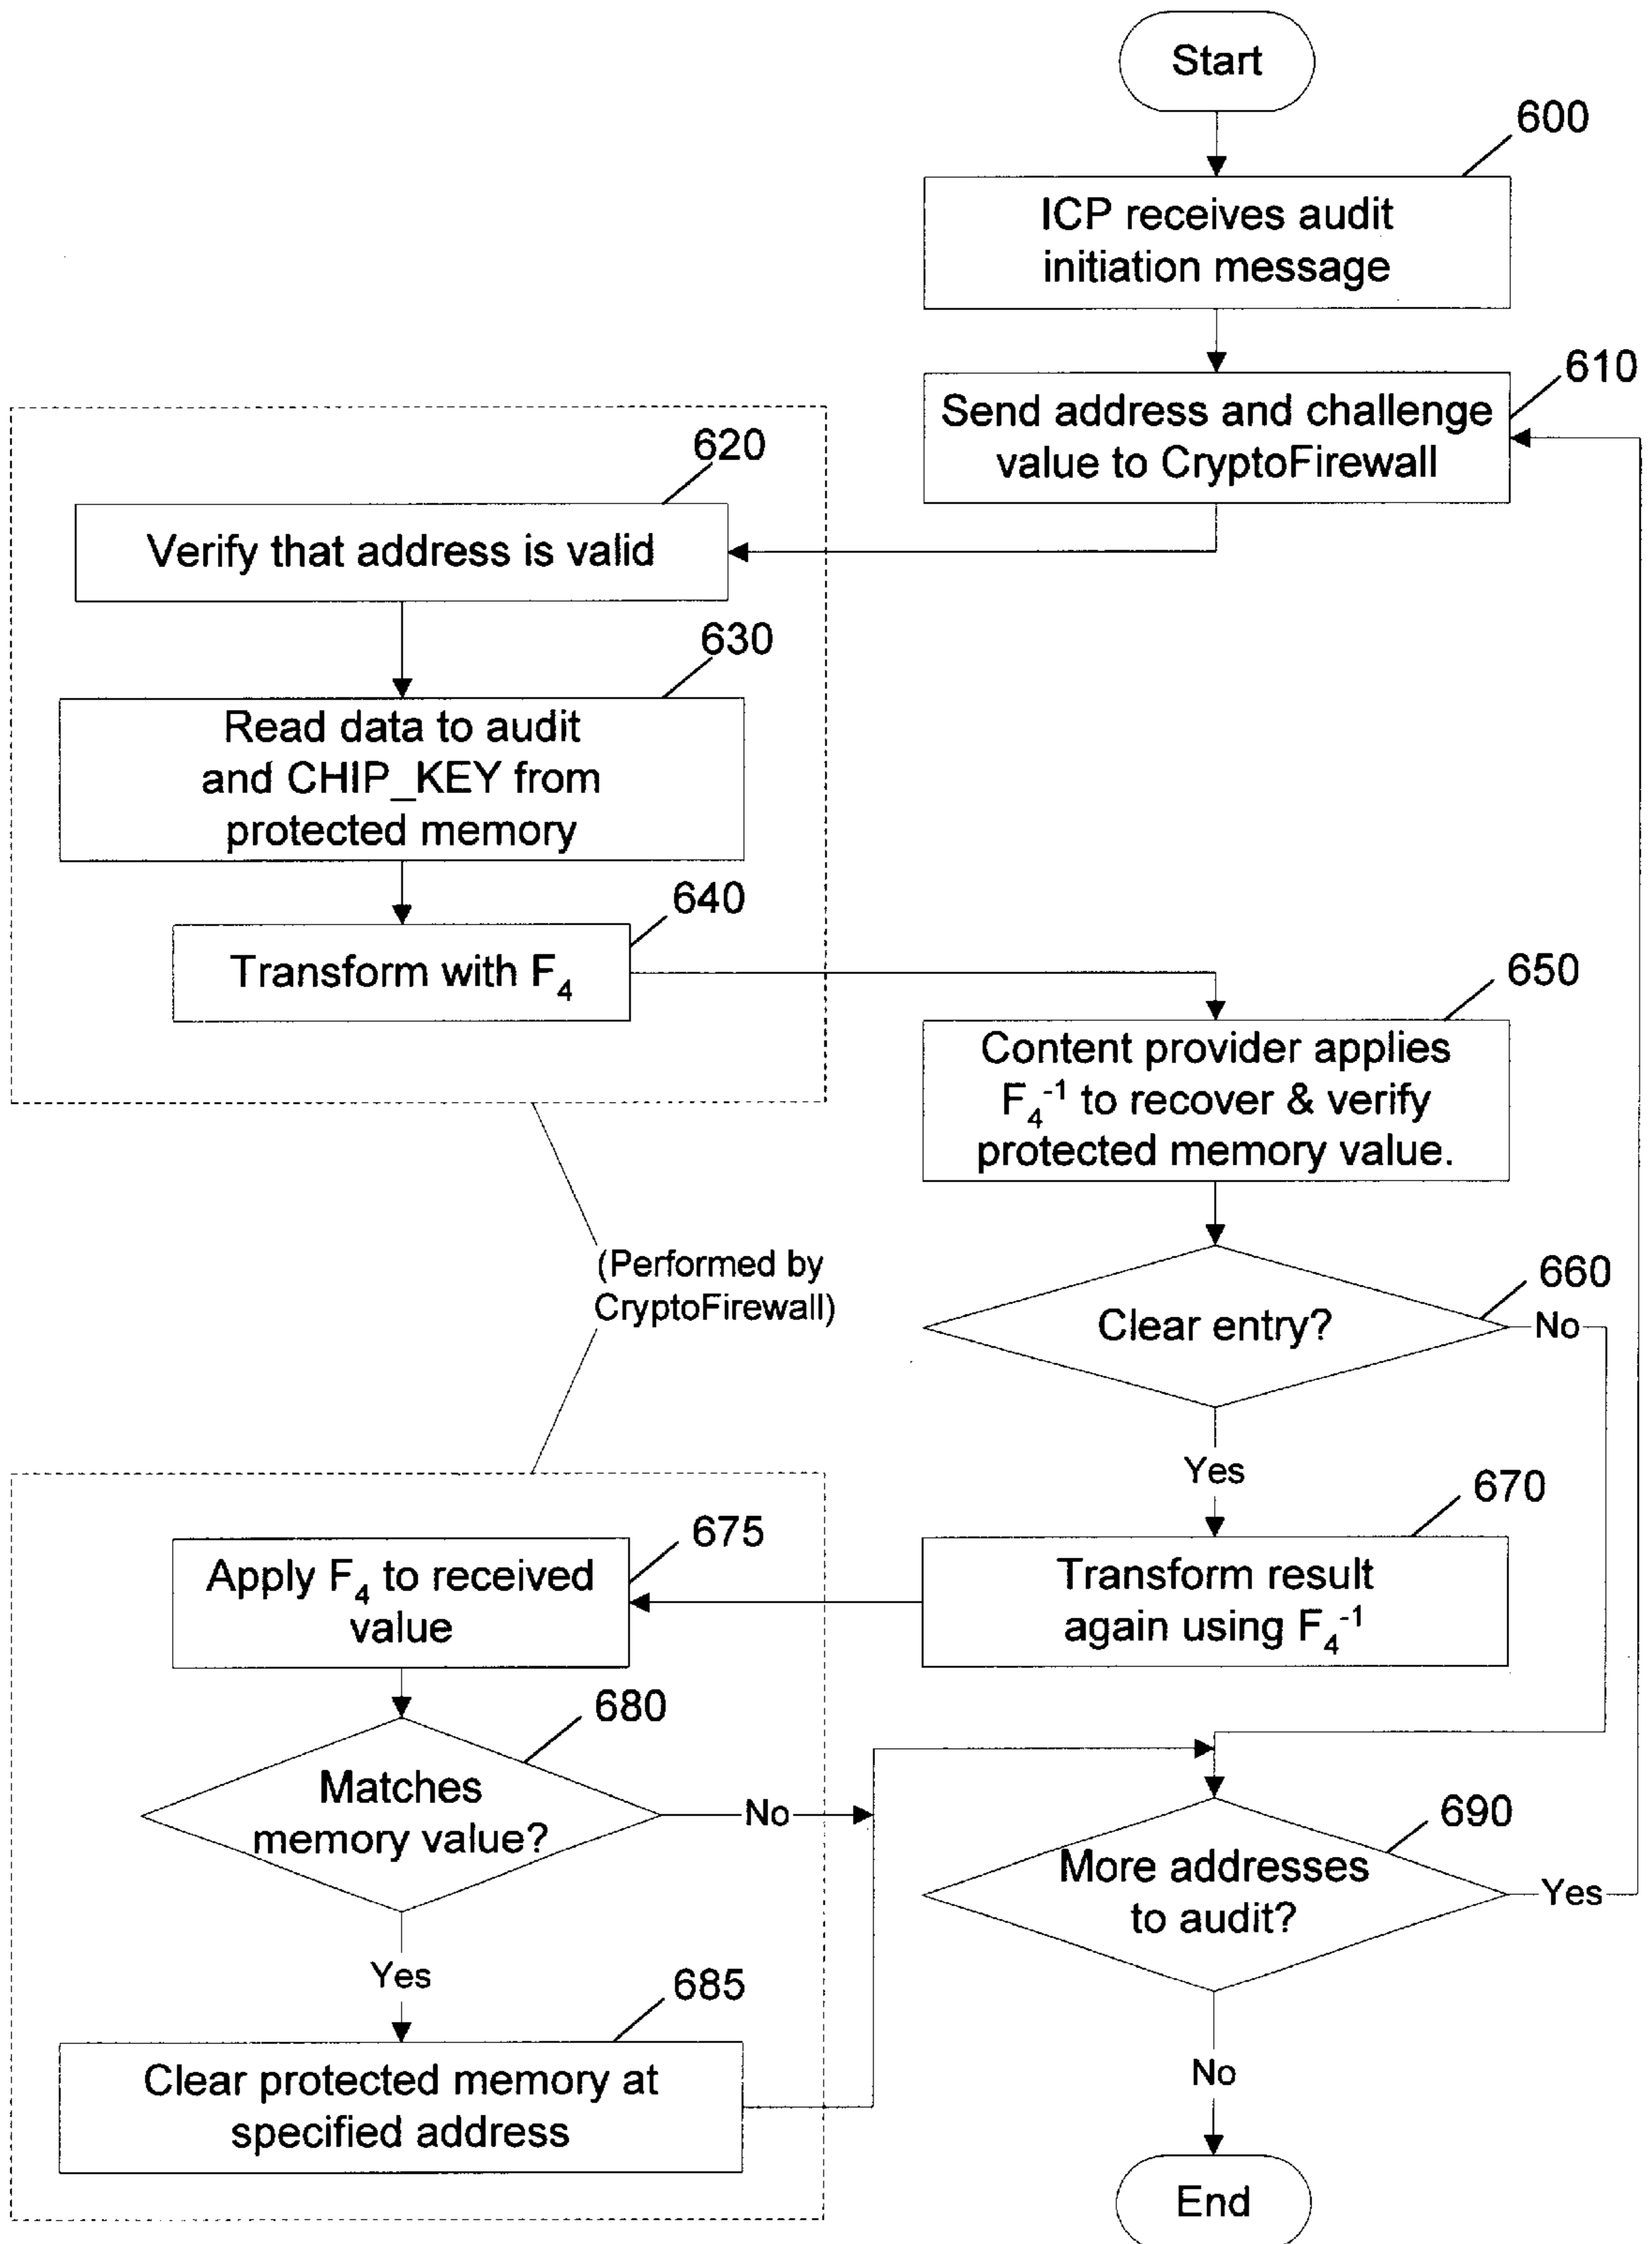 Start
600
ICP receives audit
initiation message
610
Send address and challenge
value to CryptoFirewall
620
Verify that address is valid
630
Read data to audit
and CHIP_KEY from
protected memory
640
Transform with F₄
650
Content provider applies
F₄⁻¹ to recover & verify
protected memory value.
(Performed by
CryptoFirewall)
660
Clear entry?
No
Yes
670
Transform result
again using F₄⁻¹
675
Apply F₄ to received
value
680
Matches
memory value?
No
Yes
685
Clear protected memory at
specified address
690
More addresses
to audit?
Yes
No
End